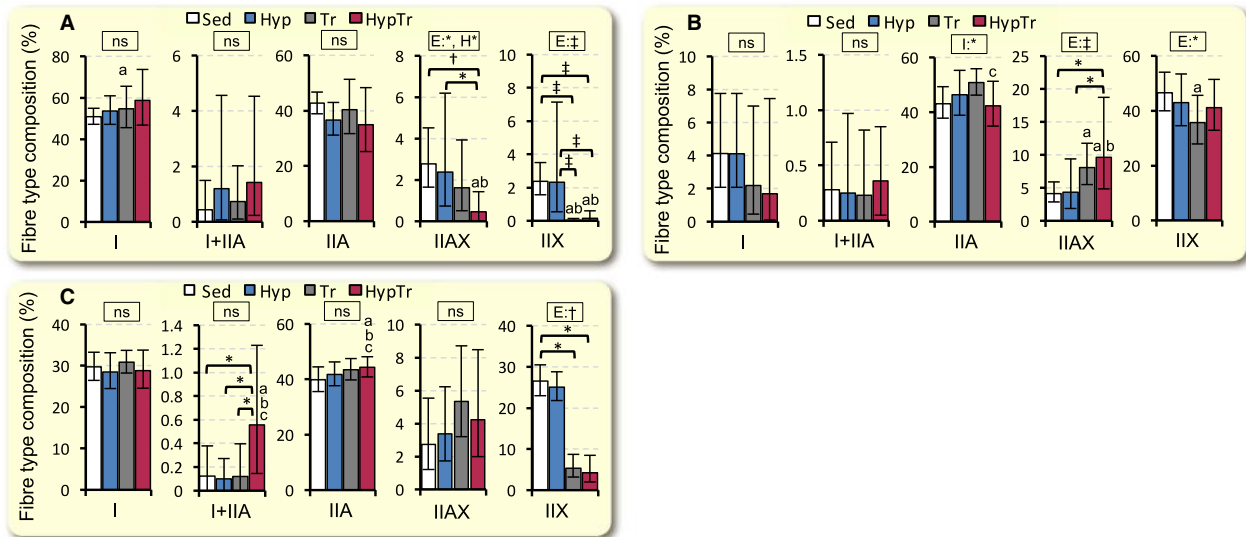 A
Sed Hyp Tr HypTr
Fibre type composition (%)
ns
ns
ns
E:*, H*
E:‡
80
60
40
20
0
a
I
6
4
2
0
I+IIA
60
40
20
0
IIA
8
6
4
2
0
†
*
ab
IIAX
10
8
6
4
2
0
‡
‡
‡
‡
ab
ab
IIX
B
Sed Hyp Tr HypTr
Fibre type composition (%)
ns
ns
I:*
E:‡
E:*
10
8
6
4
2
0
I
1.5
1.0
0.5
0
I+IIA
60
40
20
0
c
IIA
25
20
15
10
5
0
*
*
a
a b
IIAX
60
40
20
0
a
IIX
C
Sed Hyp Tr HypTr
Fibre type composition (%)
ns
ns
ns
ns
E:†
40
30
20
10
0
I
1.4
1.2
1.0
0.8
0.6
0.4
0.2
0
*
*
*
a
b
c
I+IIA
60
40
20
0
a
b
c
IIA
10
8
6
4
2
0
IIAX
40
30
20
10
0
*
*
IIX